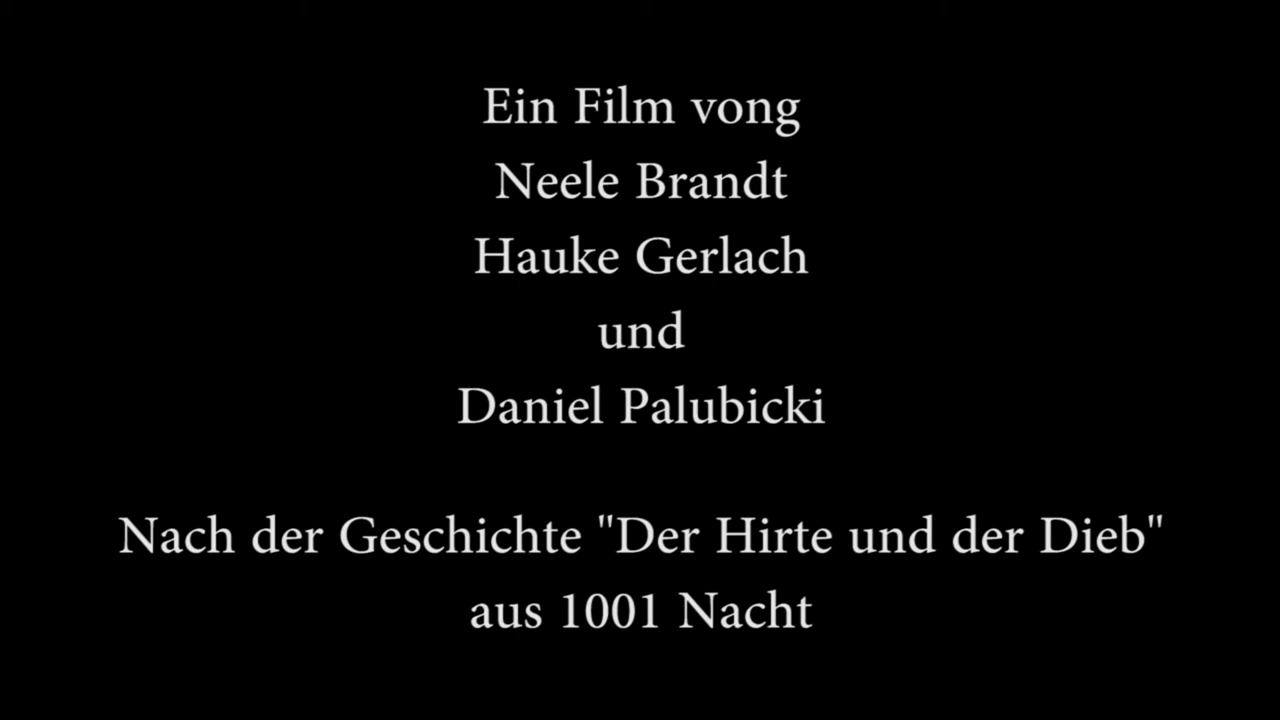 Ein Film vong
Neele Brandt
Hauke Gerlach
und
Daniel Palubicki
Nach der Geschichte "Der Hirte und der Dieb"
aus 1001 Nacht